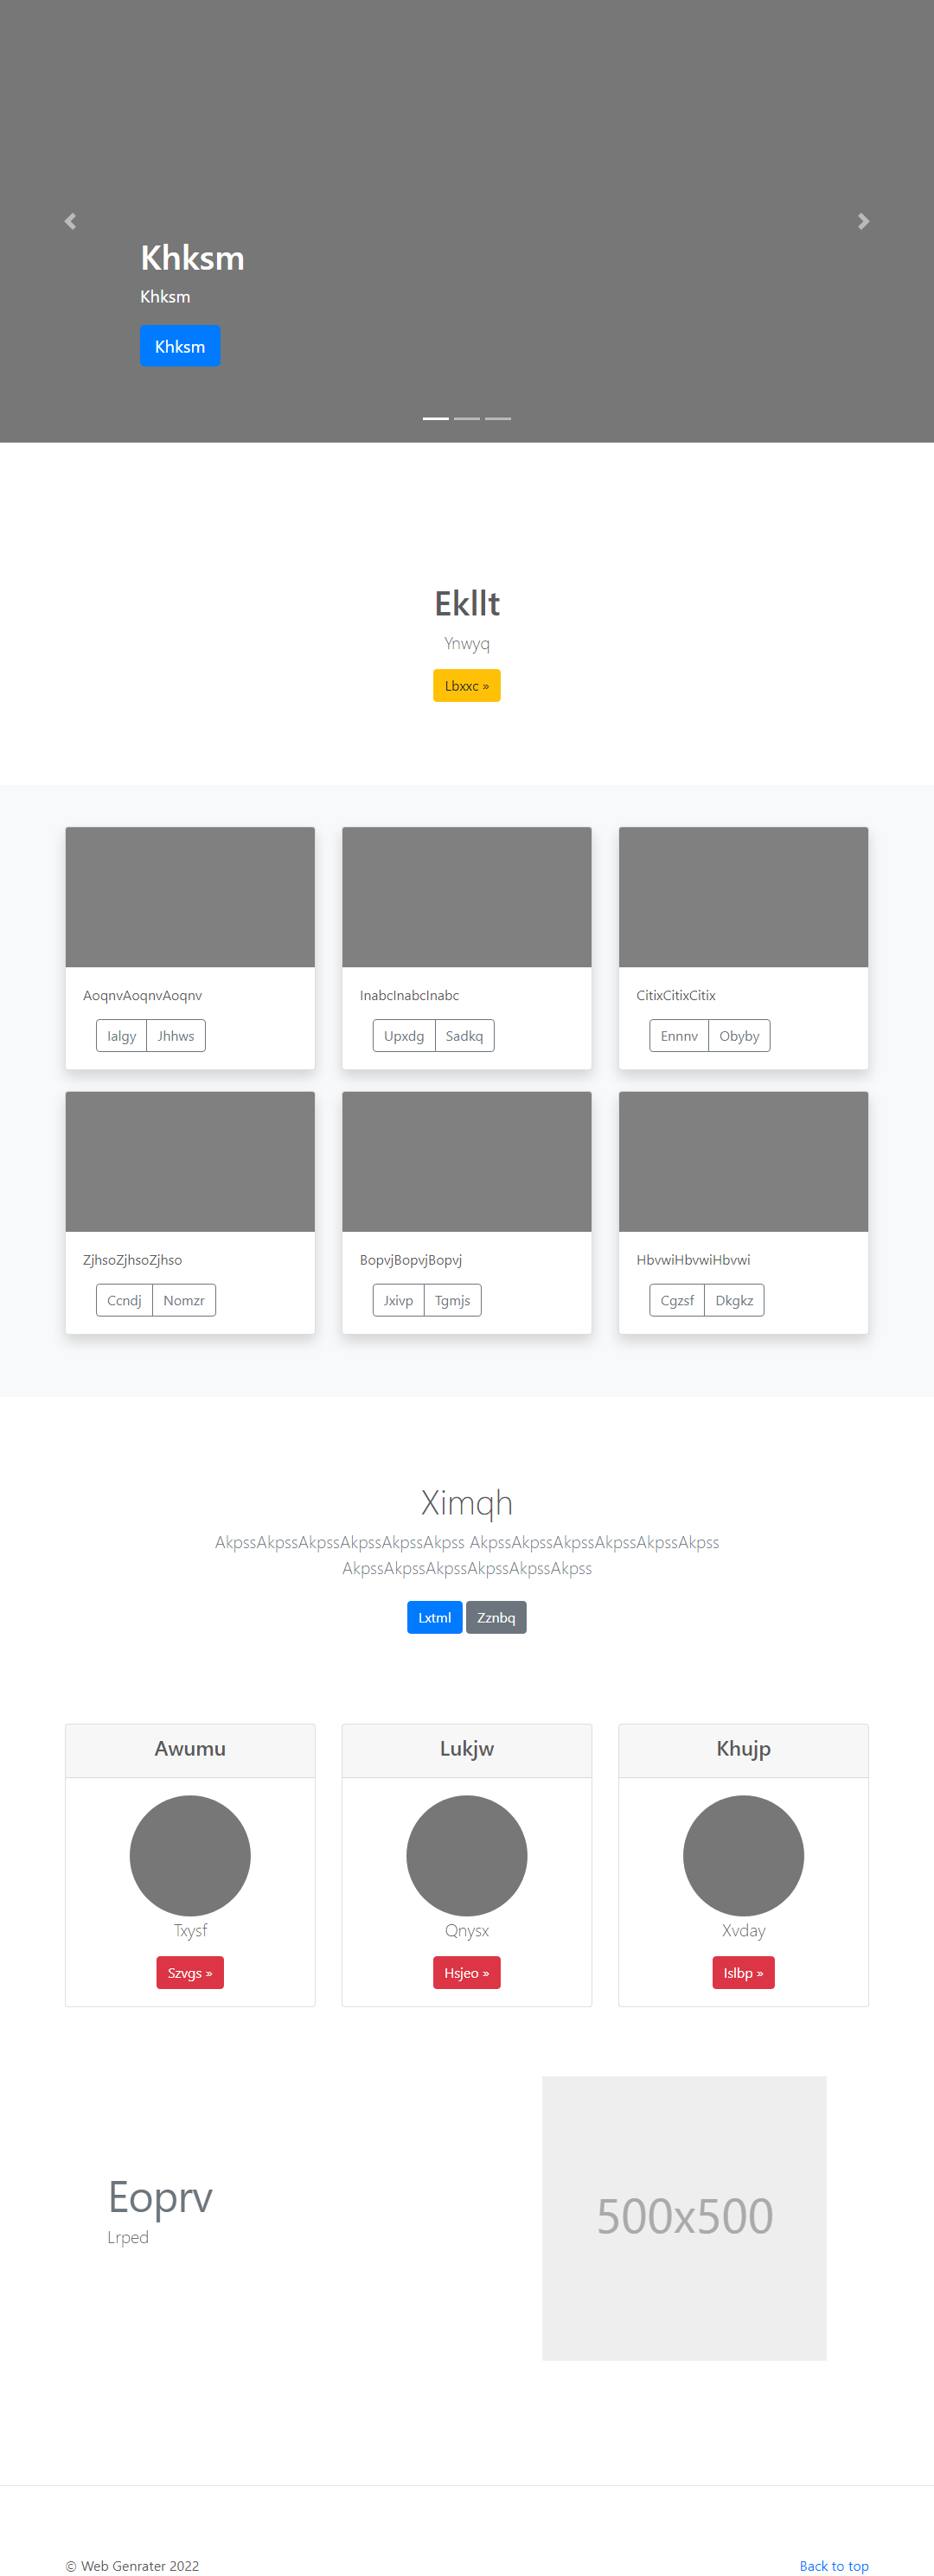 Khksm
Khksm
Khksm
Ekllt
Ynwyq
Lbxxc »
AoqnvAoqnvAoqnv
Ialgy Jhhws
InabcInabcInabc
Upxdg Sadkq
CitixCitixCitix
Ennnv Obyby
ZjhsoZjhsoZjhso
Ccndj Nomzr
BopvjBopvjBopvj
Jxivp Tgmjs
HbvwiHbvwiHbvwi
Cgzsf Dkgkz
Ximqh
AkpssAkpssAkpssAkpssAkpssAkpss AkpssAkpssAkpssAkpssAkpssAkpss
AkpssAkpssAkpssAkpssAkpssAkpss
Lxtml Zznbq
Awumu
Txysf
Szvgs »
Lukjw
Qnysx
Hsjeo »
Khujp
Xvday
Islbp »
Eoprv
Lrped
500x500
© Web Genrater 2022
Back to top